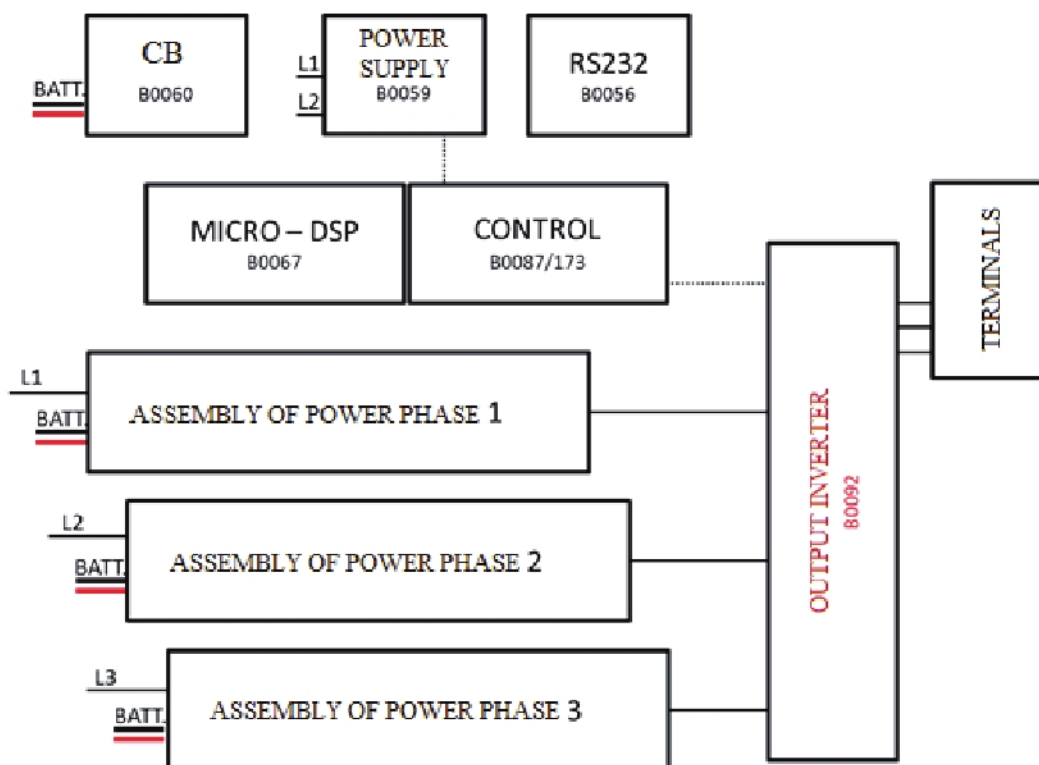 CB
BATT.
B0060
POWER
SUPPLY
L1
L2
B0059
RS232
B0056
MICRO – DSP
B0067
CONTROL
B0087/173
TERMINALS
L1
BATT.
ASSEMBLY OF POWER PHASE 1
L2
BATT.
ASSEMBLY OF POWER PHASE 2
L3
BATT.
ASSEMBLY OF POWER PHASE 3
OUTPUT INVERTER
B0092